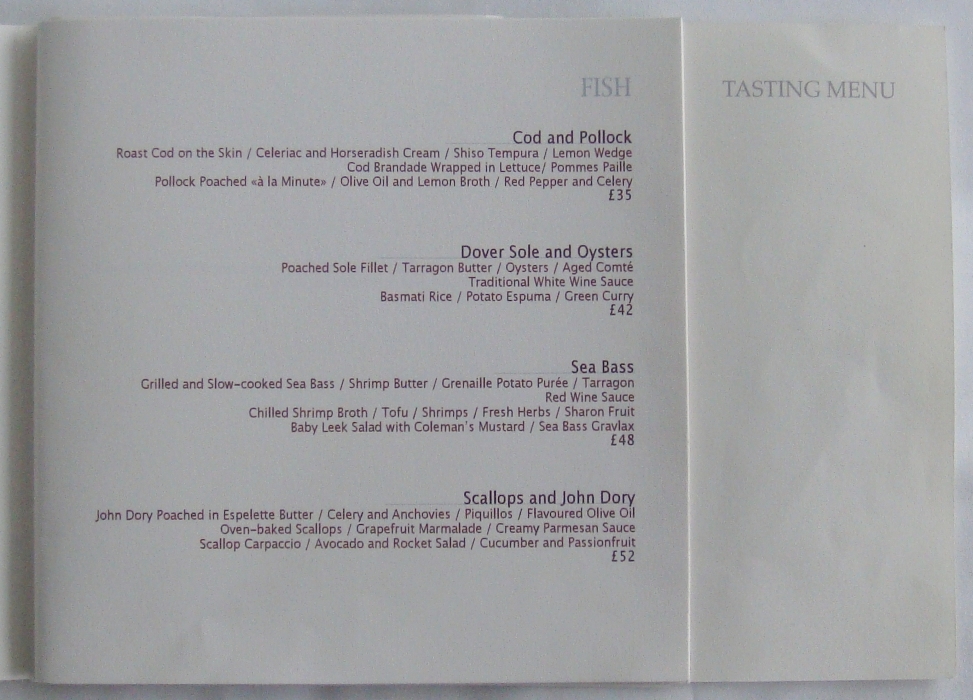 FISH
Cod and Pollock
Roast Cod on the Skin / Celeriac and Horseradish Cream / Shiso Tempura / Lemon Wedge
Cod Brandade Wrapped in Lettuce/ Pommes Paille
Pollock Poached «à la Minute» / Olive Oil and Lemon Broth / Red Pepper and Celery
£35
Dover Sole and Oysters
Poached Sole Fillet / Tarragon Butter / Oysters / Aged Comté
Traditional White Wine Sauce
Basmati Rice / Potato Espuma / Green Curry
£42
Sea Bass
Grilled and Slow-cooked Sea Bass / Shrimp Butter / Grenaille Potato Purée / Tarragon
Red Wine Sauce
Chilled Shrimp Broth / Tofu / Shrimps / Fresh Herbs / Sharon Fruit
Baby Leek Salad with Coleman's Mustard / Sea Bass Gravlax
£48
Scallops and John Dory
John Dory Poached in Espelette Butter / Celery and Anchovies / Piquillos / Flavoured Olive Oil
Oven-baked Scallops / Grapefruit Marmalade / Creamy Parmesan Sauce
Scallop Carpaccio / Avocado and Rocket Salad / Cucumber and Passionfruit
£52
TASTING MENU